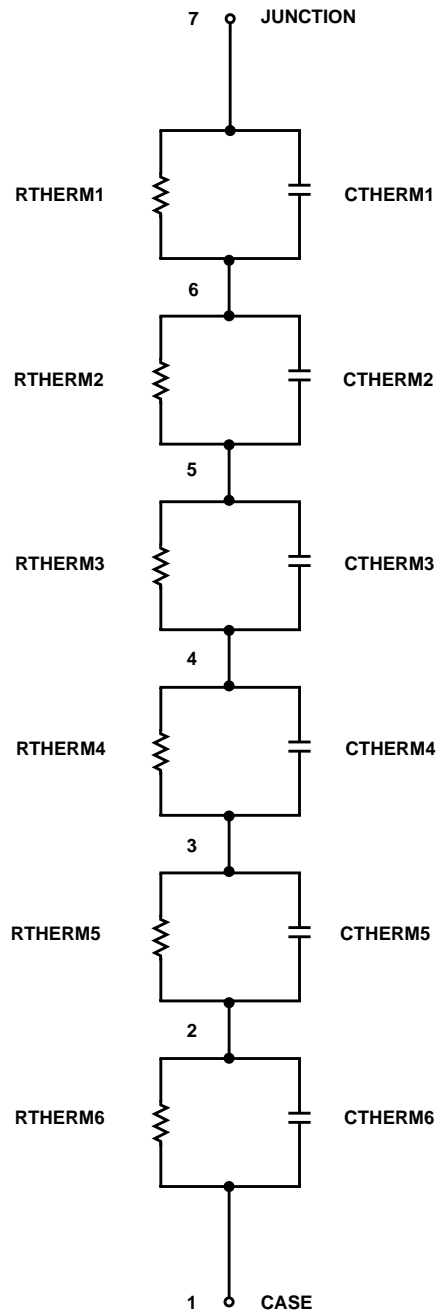 7 JUNCTION
RTHERM1 CTHERM1
6
RTHERM2 CTHERM2
5
RTHERM3 CTHERM3
4
RTHERM4 CTHERM4
3
RTHERM5 CTHERM5
2
RTHERM6 CTHERM6
1 CASE